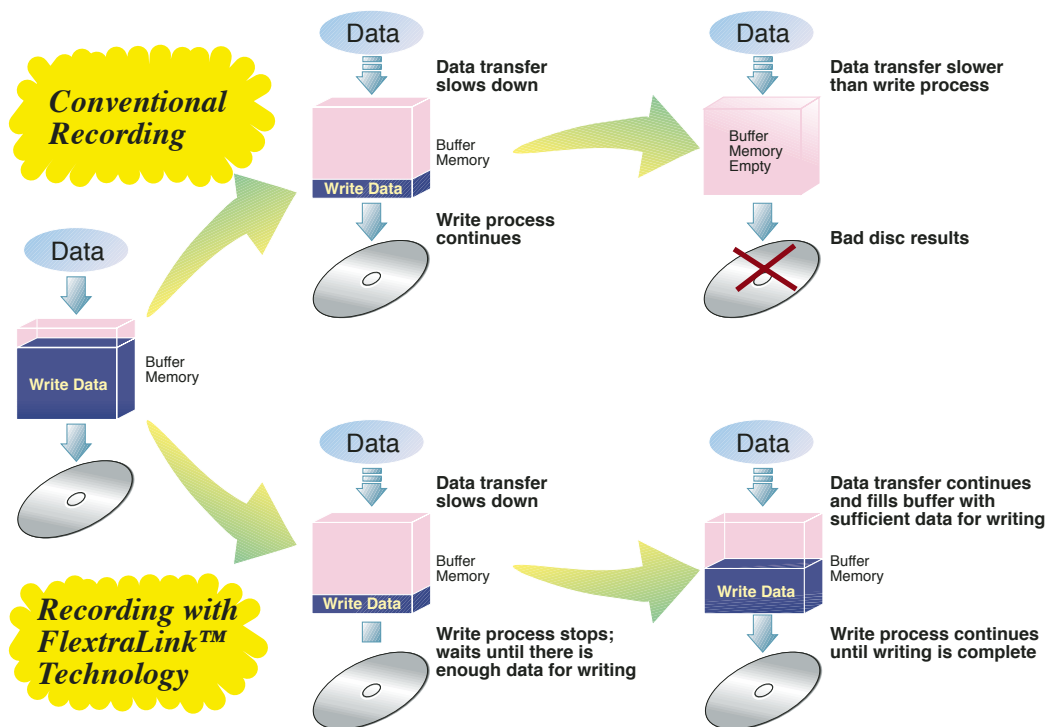 Conventional
Recording
Data
Data transfer
slows down
Buffer
Memory
Write Data
Write process
continues
Data
Data transfer slower
than write process
Buffer
Memory
Empty
Bad disc results
Data
Write Data
Buffer
Memory
Recording with
FlextraLink™
Technology
Data
Data transfer
slows down
Buffer
Memory
Write Data
Write process stops;
waits until there is
enough data for writing
Data
Data transfer continues
and fills buffer with
sufficient data for writing
Buffer
Memory
Write Data
Write process continues
until writing is complete